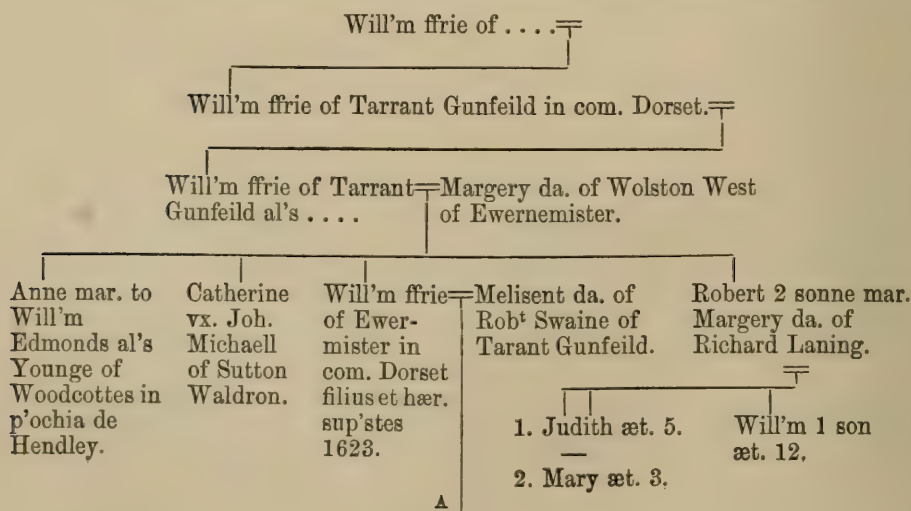 Will'm ffrie of . . . .
Will'm ffrie of Tarrant Gunfeild in com. Dorset.
Will'm ffrie of Tarrant
Gunfeild al's . . . .
Margery da. of Wolston West
of Ewernemister.
Anne mar. to
Will'm
Edmonds al's
Younge of
Woodcottes in
p'ochia de
Hendley.
Catherine
vx. Joh.
Michaell
of Sutton
Waldron.
Will'm ffrie
of Ewer-
mister in
com. Dorset
filius et hær.
sup'stes
1623.
Melisent da. of
Robᵗ Swaine of
Tarant Gunfeild.
Robert 2 sonne mar.
Margery da. of
Richard Laning.
1. Judith æt. 5.
2. Mary æt. 3.
Will'm 1 son
æt. 12.
A